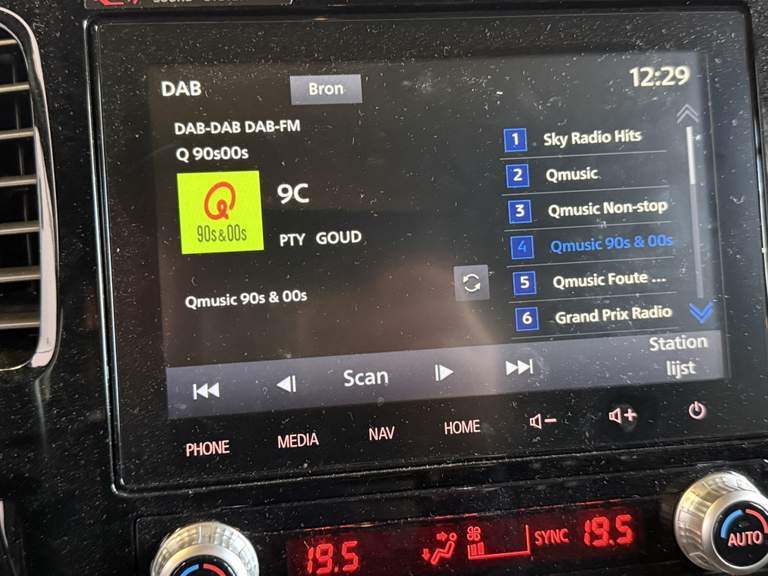 DAB
Bron
12:29
DAB-DAB DAB-FM
Q 90s00s
90s & 00s
9C
PTY GOUD
Qmusic 90s & 00s
1 Sky Radio Hits
2 Qmusic
3 Qmusic Non-stop
4 Qmusic 90s & 00s
5 Qmusic Foute ...
6 Grand Prix Radio
Scan
Station
lijst
PHONE
MEDIA
NAV
HOME
19.5
SYNC
19.5
AUTO